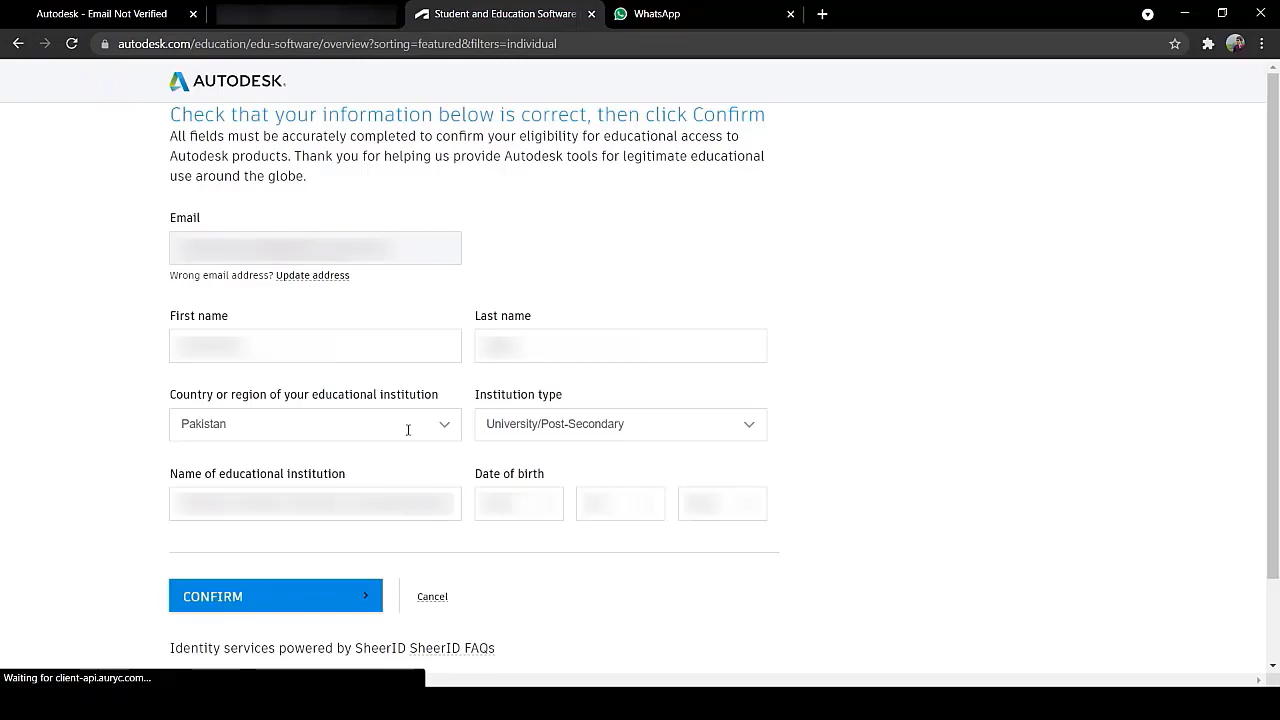 Autodesk - Email Not Verified
Student and Education Software
WhatsApp
autodesk.com/education/edu-software/overview?sorting=featured&filters=individual
AUTODESK.
Check that your information below is correct, then click Confirm
All fields must be accurately completed to confirm your eligibility for educational access to
Autodesk products. Thank you for helping us provide Autodesk tools for legitimate educational
use around the globe.
Email
Wrong email address? Update address
First name
Last name
Country or region of your educational institution
Institution type
Pakistan
University/Post-Secondary
Name of educational institution
Date of birth
CONFIRM
Cancel
Identity services powered by SheerID SheerID FAQs
Waiting for client-api.auryc.com...